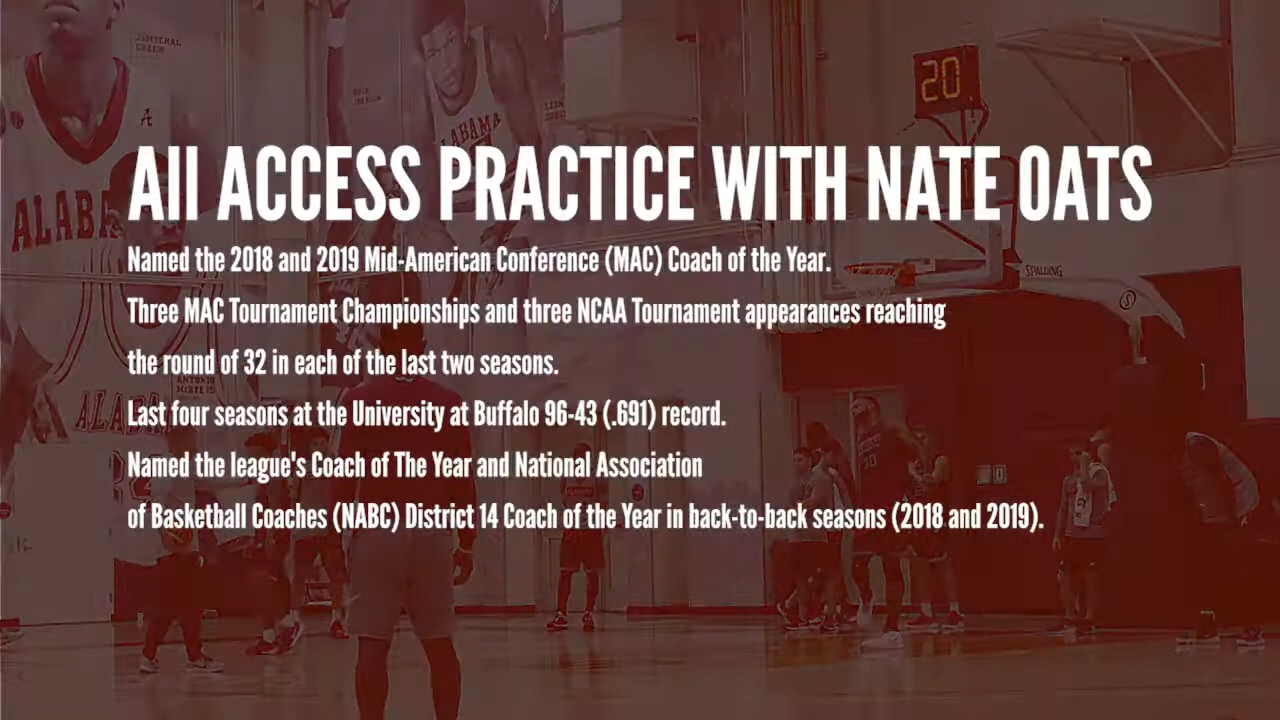 All ACCESS PRACTICE WITH NATE OATS
Named the 2018 and 2019 Mid-American Conference (MAC) Coach of the Year.
Three MAC Tournament Championships and three NCAA Tournament appearances reaching
the round of 32 in each of the last two seasons.
Last four seasons at the University at Buffalo 96-43 (.691) record.
Named the league's Coach of The Year and National Association
of Basketball Coaches (NABC) District 14 Coach of the Year in back-to-back seasons (2018 and 2019).
20
JAMYCHAL
GREEN
A
ALABAMA
SPALDING
ANTONIO
30